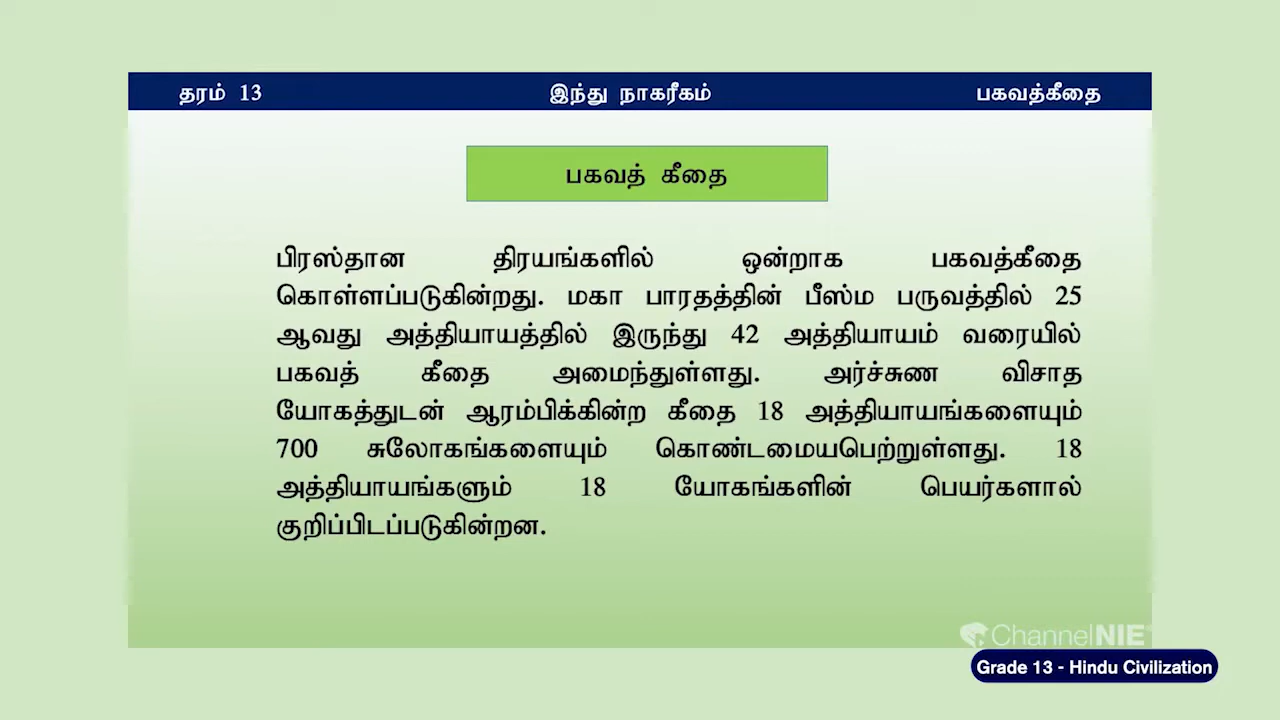 தரம் 13 இந்து நாகரீகம் பகவத்கீதை
பகவத் கீதை
பிரஸ்தான திரயங்களில் ஒன்றாக பகவத்கீதை
கொள்ளப்படுகின்றது. மகா பாரதத்தின் பீஸ்ம பருவத்தில் 25
ஆவது அத்தியாயத்தில் இருந்து 42 அத்தியாயம் வரையில்
பகவத் கீதை அமைந்துள்ளது. அர்ச்சுண விசாத
யோகத்துடன் ஆரம்பிக்கின்ற கீதை 18 அத்தியாயங்களையும்
700 சுலோகங்களையும் கொண்டமையபெற்றுள்ளது. 18
அத்தியாயங்களும் 18 யோகங்களின் பெயர்களால்
குறிப்பிடப்படுகின்றன.
ChannelNIE
Grade 13 - Hindu Civilization